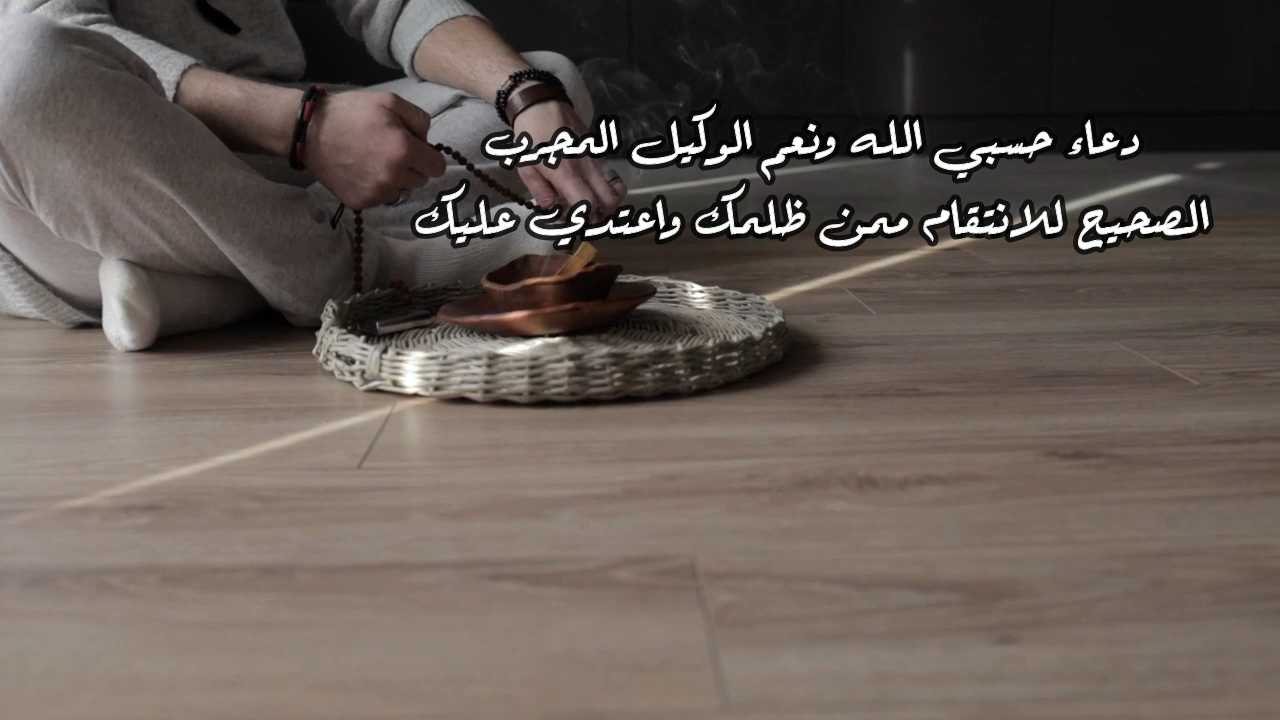 دعاء حسبي الله ونعم الوكيل المجرب
الصحيح للانتقام ممن ظلمك واعتدي عليك